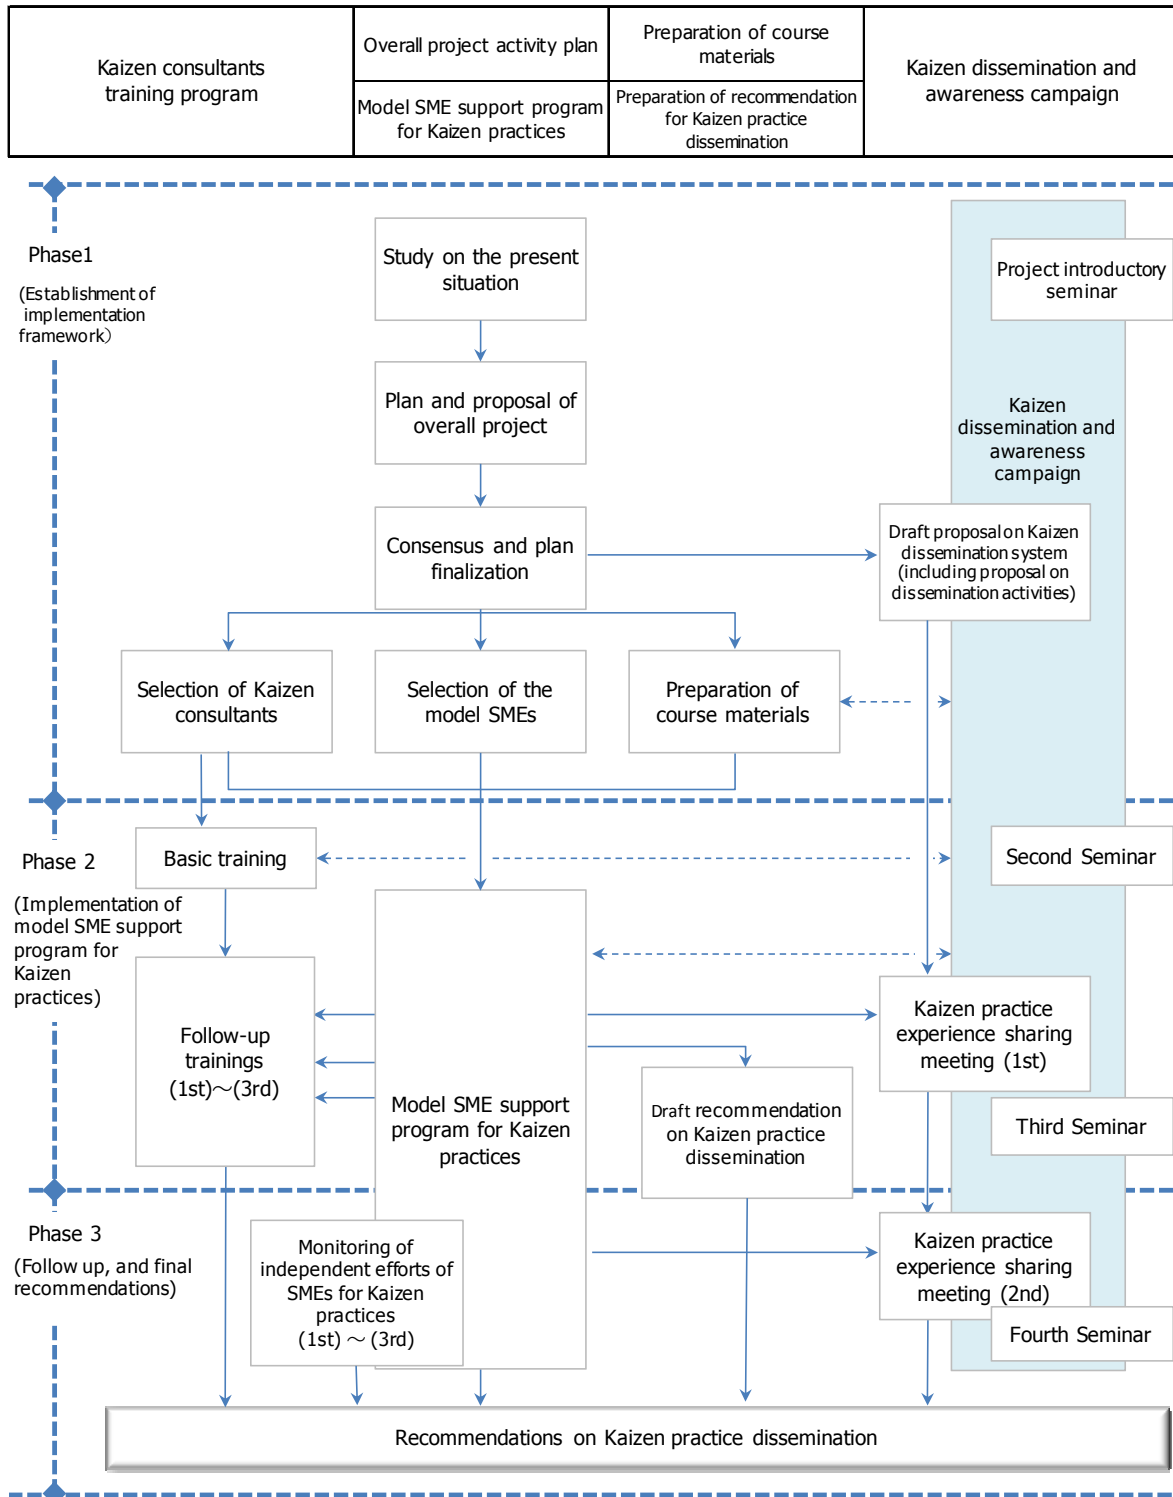 Kaizen consultants
training program
Overall project activity plan
Model SME support program
for Kaizen practices
Preparation of course
materials
Preparation of recommendation
for Kaizen practice
dissemination
Kaizen dissemination and
awareness campaign
Phase1
(Establishment of
implementation
framework)
Study on the present
situation
Project introductory
seminar
Plan and proposal of
overall project
Kaizen
dissemination and
awareness
campaign
Consensus and plan
finalization
Draft proposal on Kaizen
dissemination system
(including proposal on
dissemination activities)
Selection of Kaizen
consultants
Selection of the
model SMEs
Preparation of
course materials
Phase 2
(Implementation of
model SME support
program for
Kaizen
practices)
Basic training
Second Seminar
Follow-up
trainings
(1st)～(3rd)
Model SME support
program for Kaizen
practices
Kaizen practice
experience sharing
meeting (1st)
Draft recommendation
on Kaizen practice
dissemination
Third Seminar
Phase 3
(Follow up, and final
recommendations)
Monitoring of
independent efforts of
SMEs for Kaizen
practices
(1st) ～ (3rd)
Kaizen practice
experience sharing
meeting (2nd)
Fourth Seminar
Recommendations on Kaizen practice dissemination